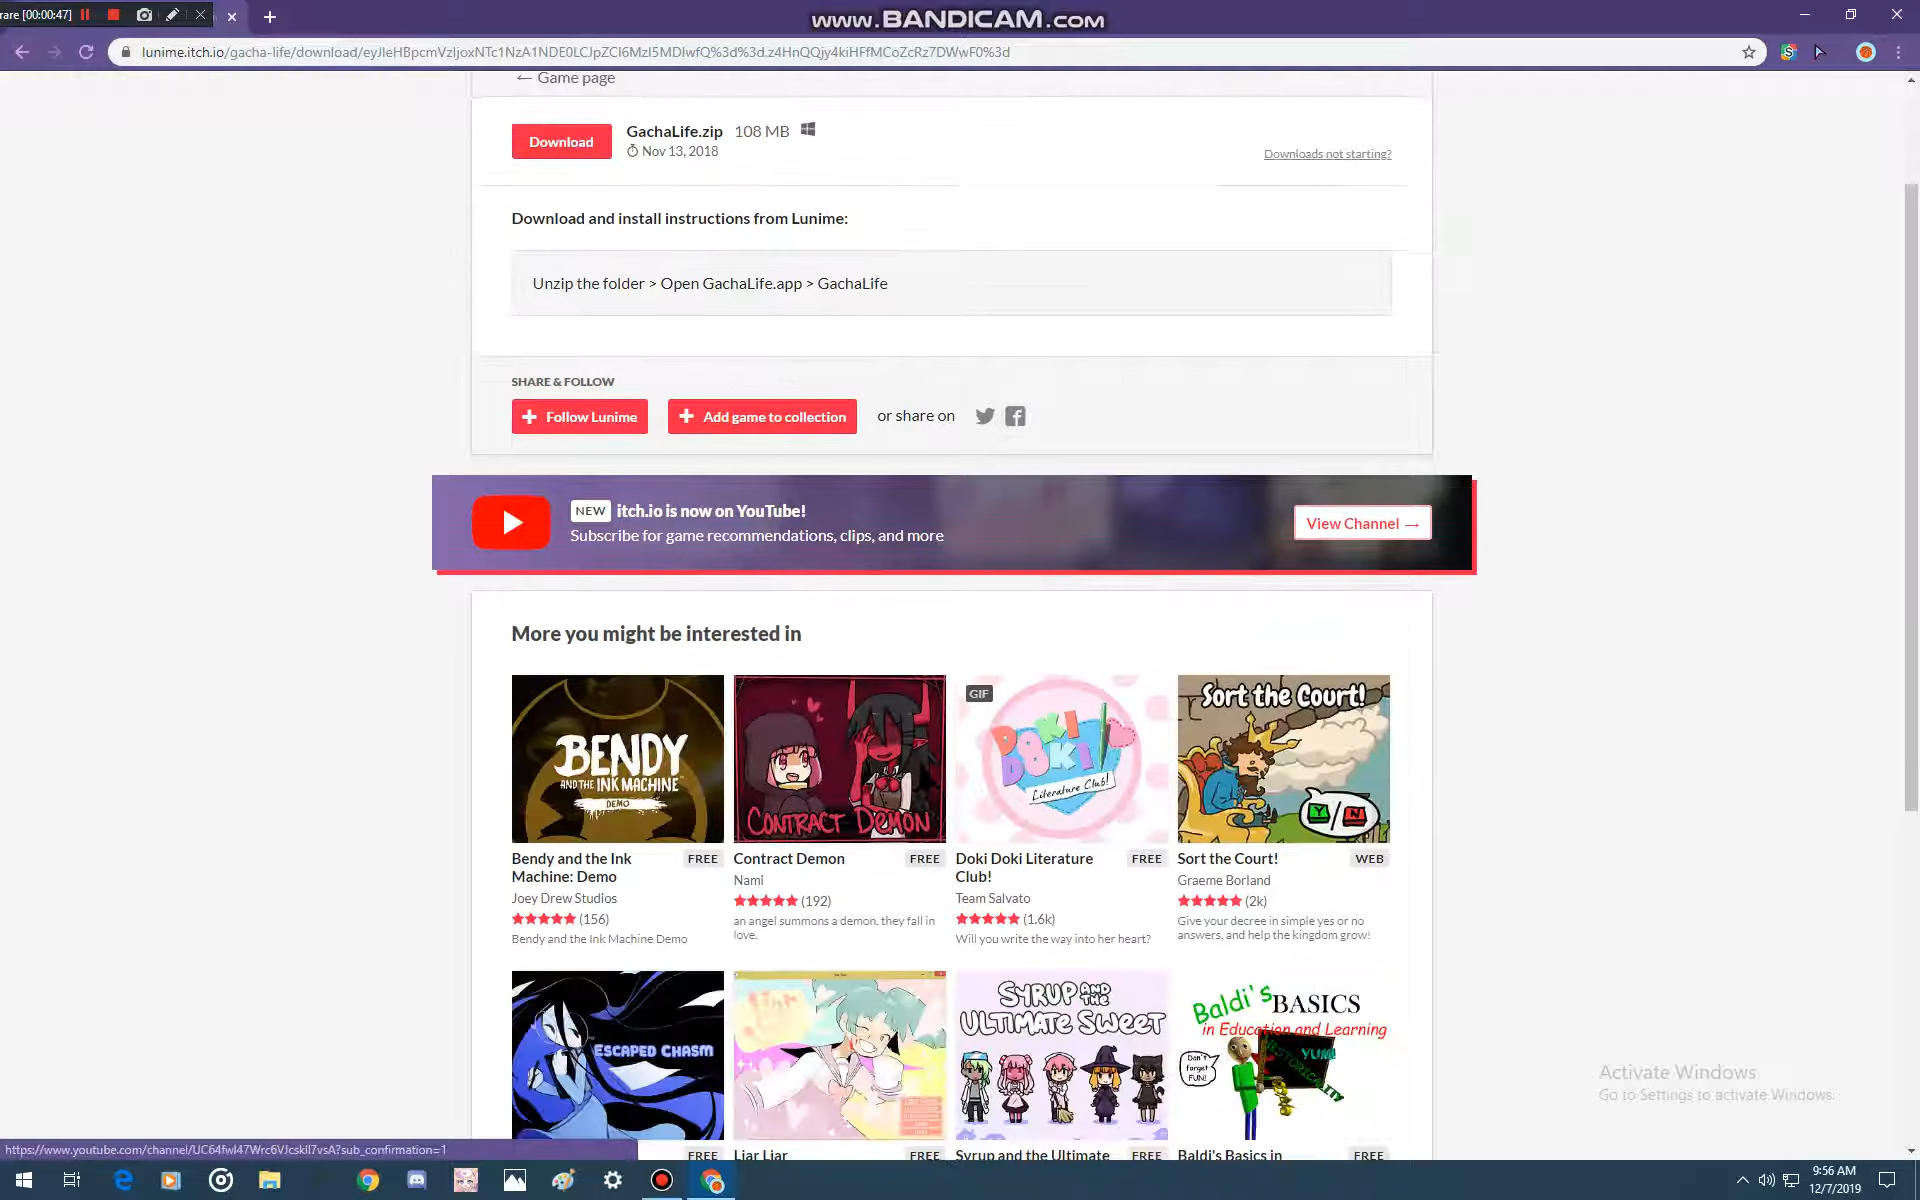 rare [00:00:47]
www.BANDICAM.com
lunime.itch.io/gacha-life/download/eyJleHBpcmVzIjoxNTc1NzA1NDE0LCJpZCI6MzI5MDIwfQ%3d%3d.z4HnQQjy4kiHFfMCoZcRz7DWwF0%3d
← Game page
Download
GachaLife.zip 108 MB
Nov 13, 2018
Downloads not starting?
Download and install instructions from Lunime:
Unzip the folder > Open GachaLife.app > GachaLife
SHARE & FOLLOW
+ Follow Lunime
+ Add game to collection
or share on
NEW itch.io is now on YouTube!
Subscribe for game recommendations, clips, and more
View Channel →
More you might be interested in
BENDY
AND THE INK MACHINE
DEMO
CONTRACT DEMON
GIF
DOKI
DOKI
Literature Club!
Sort the Court!
Y/N
Bendy and the Ink
Machine: Demo
FREE
Joey Drew Studios
(156)
Bendy and the Ink Machine Demo
Contract Demon
FREE
Nami
(192)
an angel summons a demon. they fall in
love.
Doki Doki Literature
Club!
FREE
Team Salvato
(1.6k)
Will you write the way into her heart?
Sort the Court!
WEB
Graeme Borland
(2k)
Give your decree in simple yes or no
answers, and help the kingdom grow!
ESCAPED CHASM
SYRUP AND THE
ULTIMATE SWEET
Baldi's BASICS
in Education and Learning
Don't
forget
FUN!
YUM!
FREE
Liar Liar
FREE
Syrup and the Ultimate
FREE
Baldi's Basics in
FREE
Activate Windows
Go to Settings to activate Windows.
https://www.youtube.com/channel/UC64fwl47Wrc6VJcskll7vsA?sub_confirmation=1
9:56 AM
12/7/2019